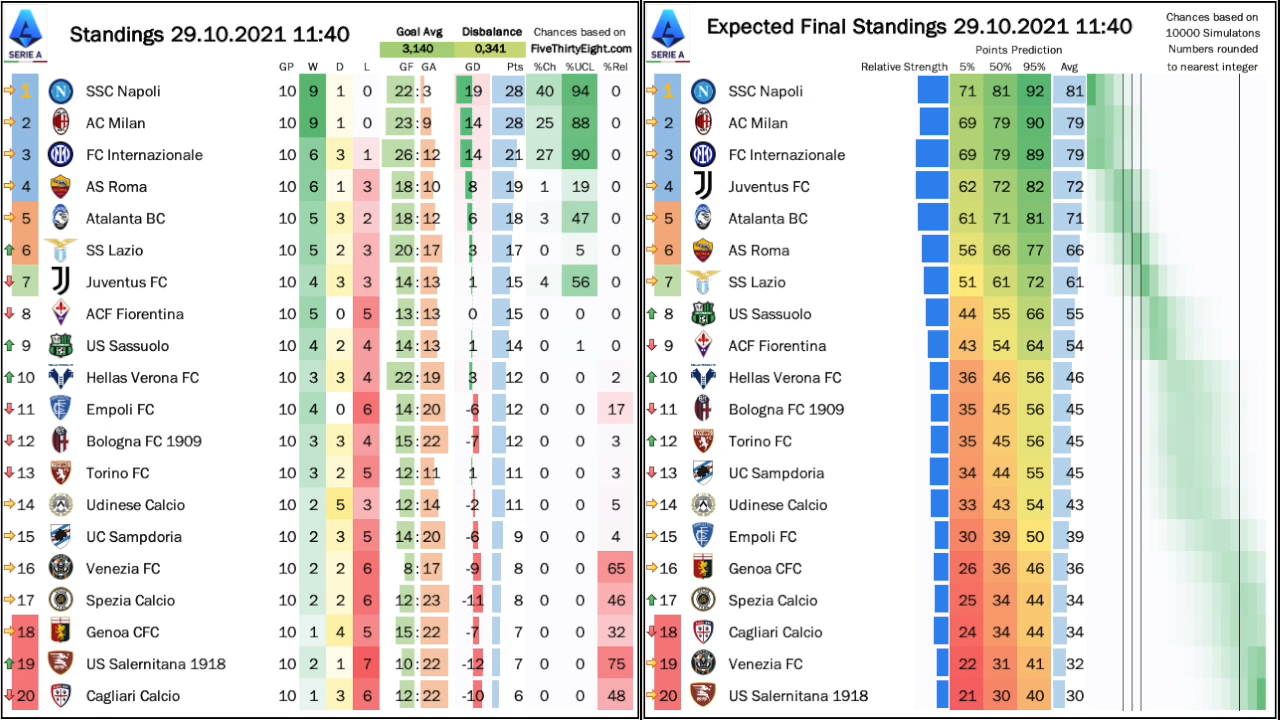 SERIE A
Standings 29.10.2021 11:40
Goal Avg Disbalance Chances based on
3,140 0,341 FiveThirtyEight.com
GP W D L GF GA GD Pts %Ch %UCL %Rel
1 SSC Napoli 10 9 1 0 22:3 19 28 40 94 0
2 AC Milan 10 9 1 0 23:9 14 28 25 88 0
3 FC Internazionale 10 6 3 1 26:12 14 21 27 90 0
4 AS Roma 10 6 1 3 18:10 8 19 1 19 0
5 Atalanta BC 10 5 3 2 18:12 6 18 3 47 0
6 SS Lazio 10 5 2 3 20:17 3 17 0 5 0
7 Juventus FC 10 4 3 3 14:13 1 15 4 56 0
8 ACF Fiorentina 10 5 0 5 13:13 0 15 0 0 0
9 US Sassuolo 10 4 2 4 14:13 1 14 0 1 0
10 Hellas Verona FC 10 3 3 4 22:19 3 12 0 0 2
11 Empoli FC 10 4 0 6 14:20 -6 12 0 0 17
12 Bologna FC 1909 10 3 3 4 15:22 -7 12 0 0 3
13 Torino FC 10 3 2 5 12:11 1 11 0 0 3
14 Udinese Calcio 10 2 5 3 12:14 -2 11 0 0 5
15 UC Sampdoria 10 2 3 5 14:20 -6 9 0 0 4
16 Venezia FC 10 2 2 6 8:17 -9 8 0 0 65
17 Spezia Calcio 10 2 2 6 12:23 -11 8 0 0 46
18 Genoa CFC 10 1 4 5 15:22 -7 7 0 0 32
19 US Salernitana 1918 10 2 1 7 10:22 -12 7 0 0 75
20 Cagliari Calcio 10 1 3 6 12:22 -10 6 0 0 48
SERIE A
Expected Final Standings 29.10.2021 11:40
Chances based on
10000 Simulatons
Numbers rounded
to nearest integer
Points Prediction
Relative Strength 5% 50% 95% Avg
1 SSC Napoli 71 81 92 81
2 AC Milan 69 79 90 79
3 FC Internazionale 69 79 89 79
4 Juventus FC 62 72 82 72
5 Atalanta BC 61 71 81 71
6 AS Roma 56 66 77 66
7 SS Lazio 51 61 72 61
8 US Sassuolo 44 55 66 55
9 ACF Fiorentina 43 54 64 54
10 Hellas Verona FC 36 46 56 46
11 Bologna FC 1909 35 45 56 45
12 Torino FC 35 45 56 45
13 UC Sampdoria 34 44 55 45
14 Udinese Calcio 33 43 54 43
15 Empoli FC 30 39 50 39
16 Genoa CFC 26 36 46 36
17 Spezia Calcio 25 34 44 34
18 Cagliari Calcio 24 34 44 34
19 Venezia FC 22 31 41 32
20 US Salernitana 1918 21 30 40 30